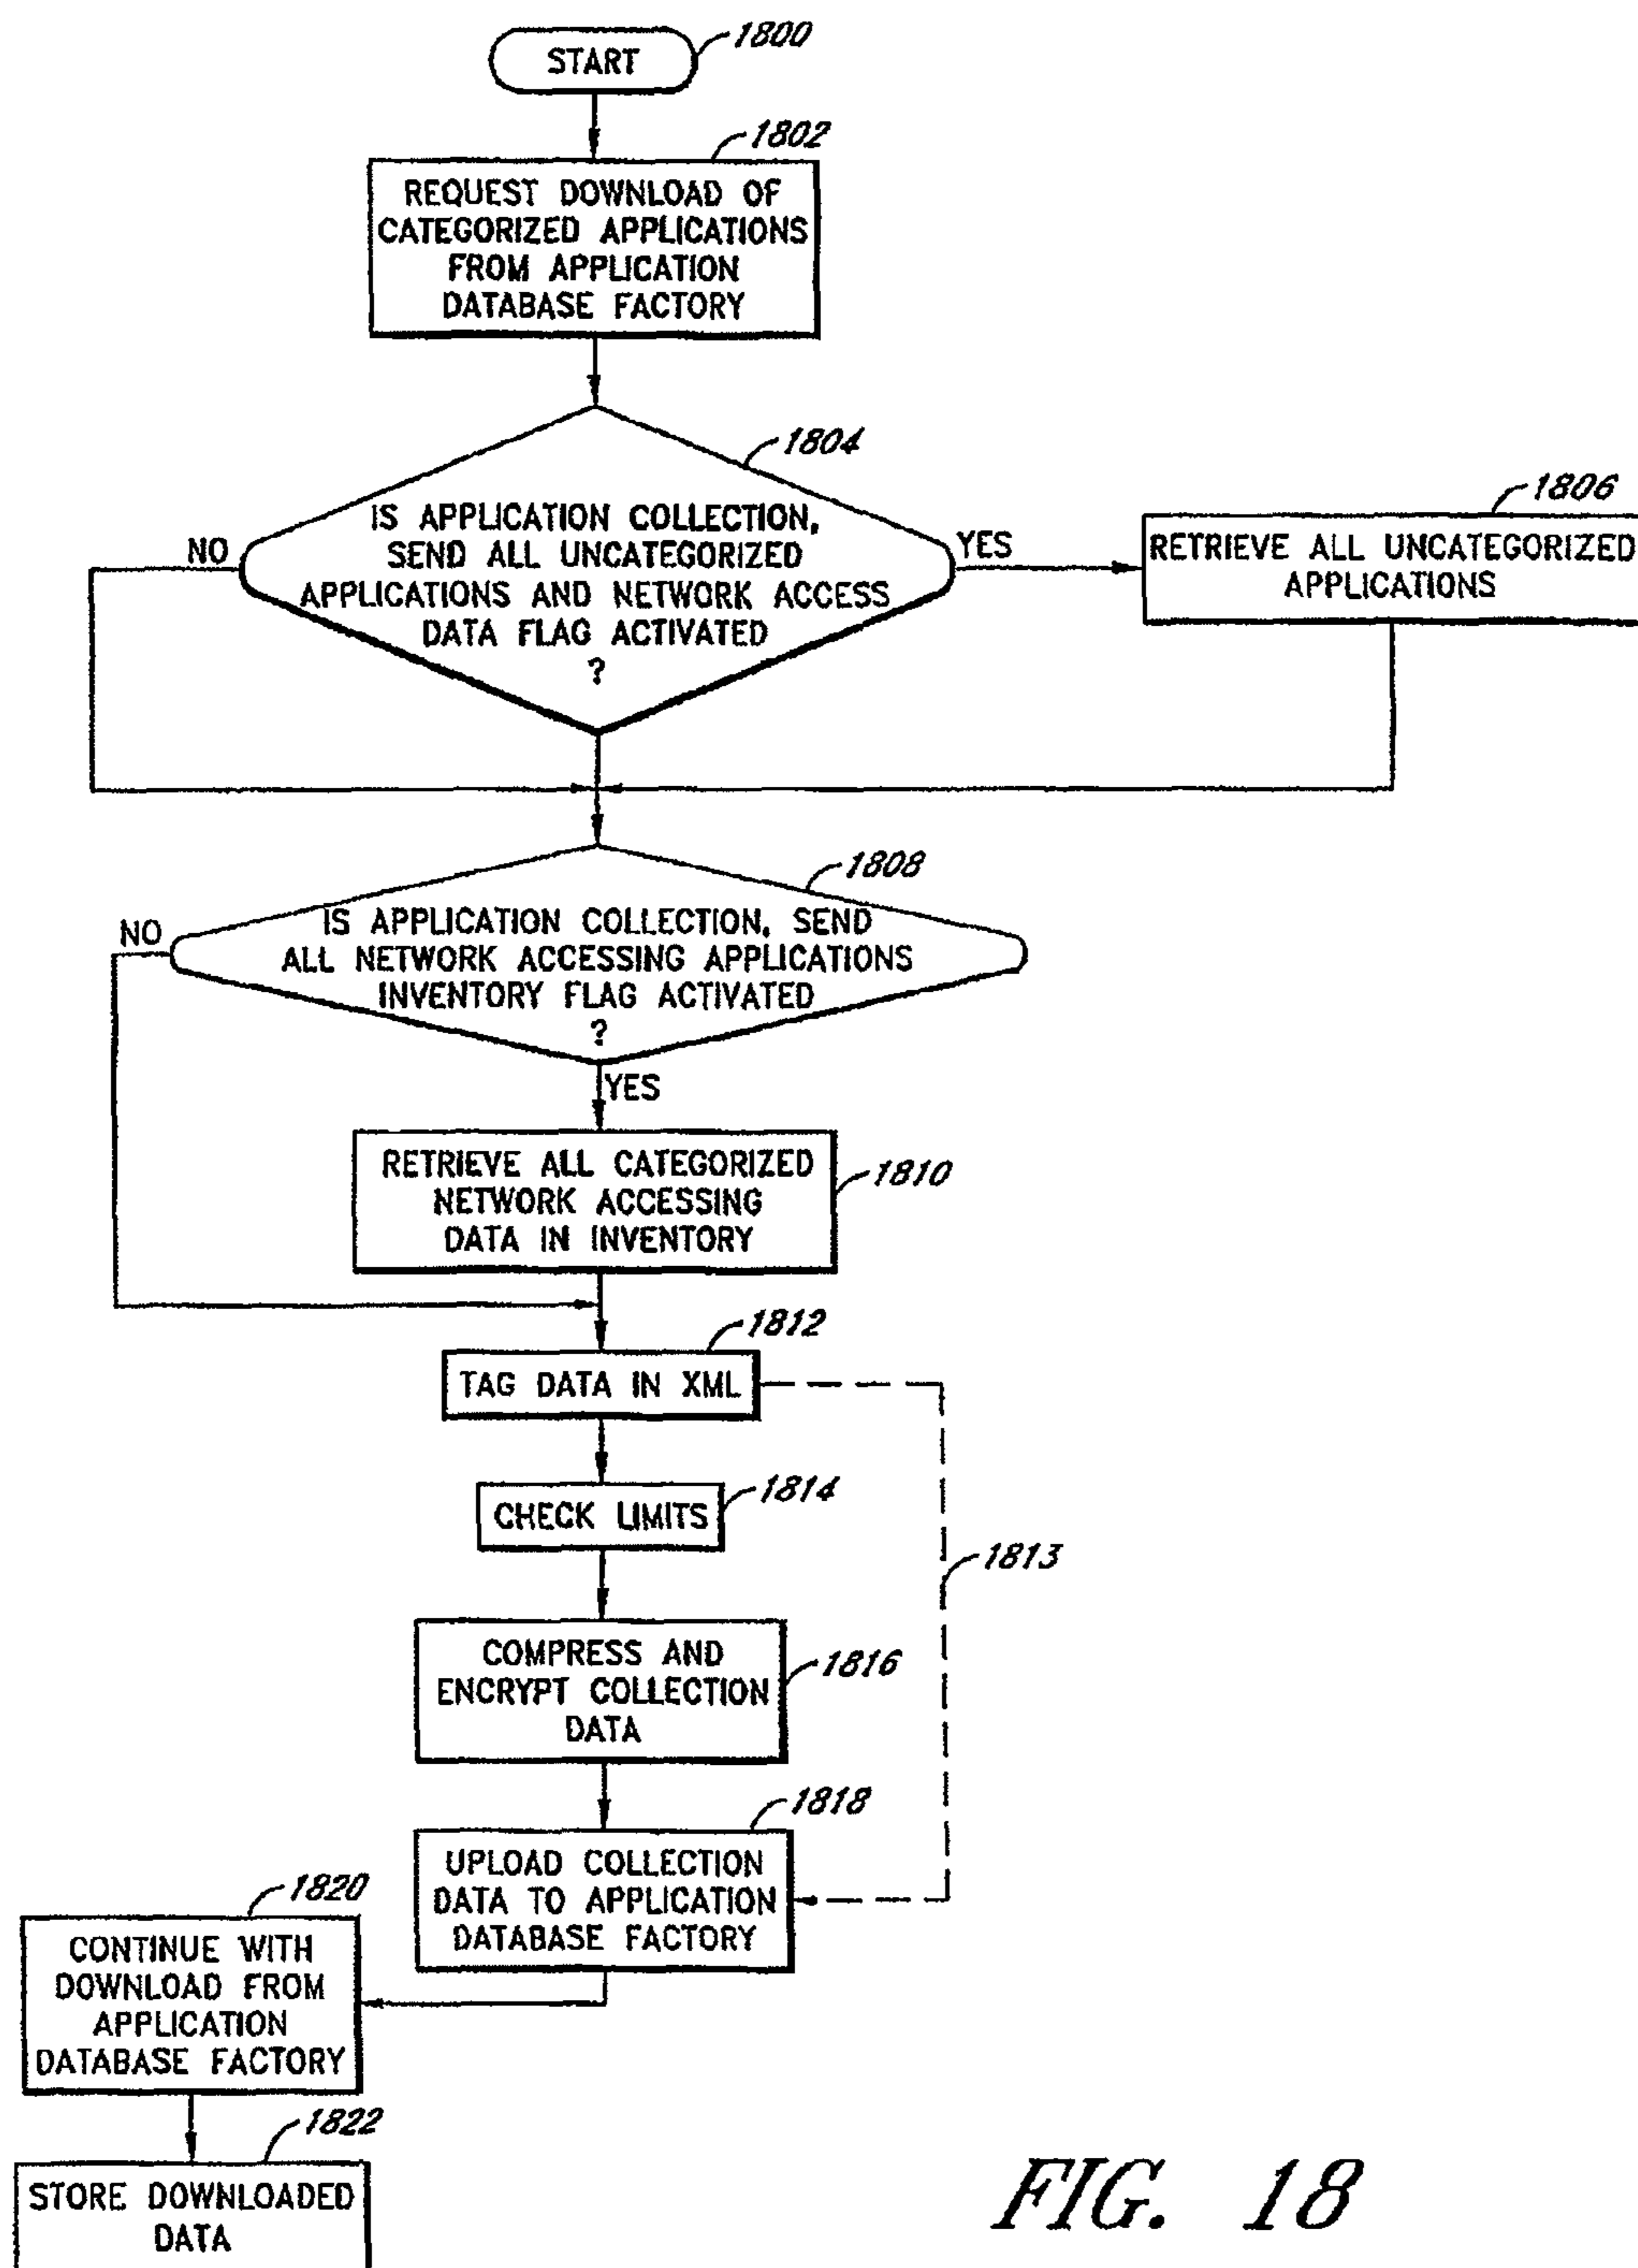 START
1800
1802
REQUEST DOWNLOAD OF
CATEGORIZED APPLICATIONS
FROM APPLICATION
DATABASE FACTORY
1804
IS APPLICATION COLLECTION,
SEND ALL UNCATEGORIZED
APPLICATIONS AND NETWORK ACCESS
DATA FLAG ACTIVATED
?
NO
YES
1806
RETRIEVE ALL UNCATEGORIZED
APPLICATIONS
1808
IS APPLICATION COLLECTION, SEND
ALL NETWORK ACCESSING APPLICATIONS
INVENTORY FLAG ACTIVATED
?
NO
YES
RETRIEVE ALL CATEGORIZED
NETWORK ACCESSING
DATA IN INVENTORY
1810
1812
TAG DATA IN XML
1814
CHECK LIMITS
1813
COMPRESS AND
ENCRYPT COLLECTION
DATA
1816
1818
UPLOAD COLLECTION
DATA TO APPLICATION
DATABASE FACTORY
1820
CONTINUE WITH
DOWNLOAD FROM
APPLICATION
DATABASE FACTORY
1822
STORE DOWNLOADED
DATA
FIG. 18